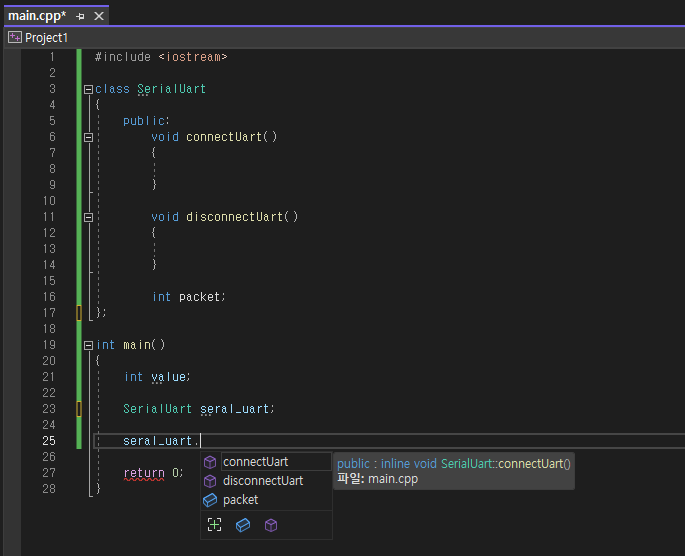 main.cpp*
Project1
1 #include <iostream>
2
3 class SerialUart
4 {
5 public:
6 void connectUart()
7 {
8
9 }
10
11 void disconnectUart()
12 {
13
14 }
15
16 int packet;
17 };
18
19 int main()
20 {
21 int value;
22
23 SerialUart seral_uart;
24
25 seral_uart.
26
27 return 0;
28 }
connectUart
disconnectUart
packet
public : inline void SerialUart::connectUart()
파일: main.cpp